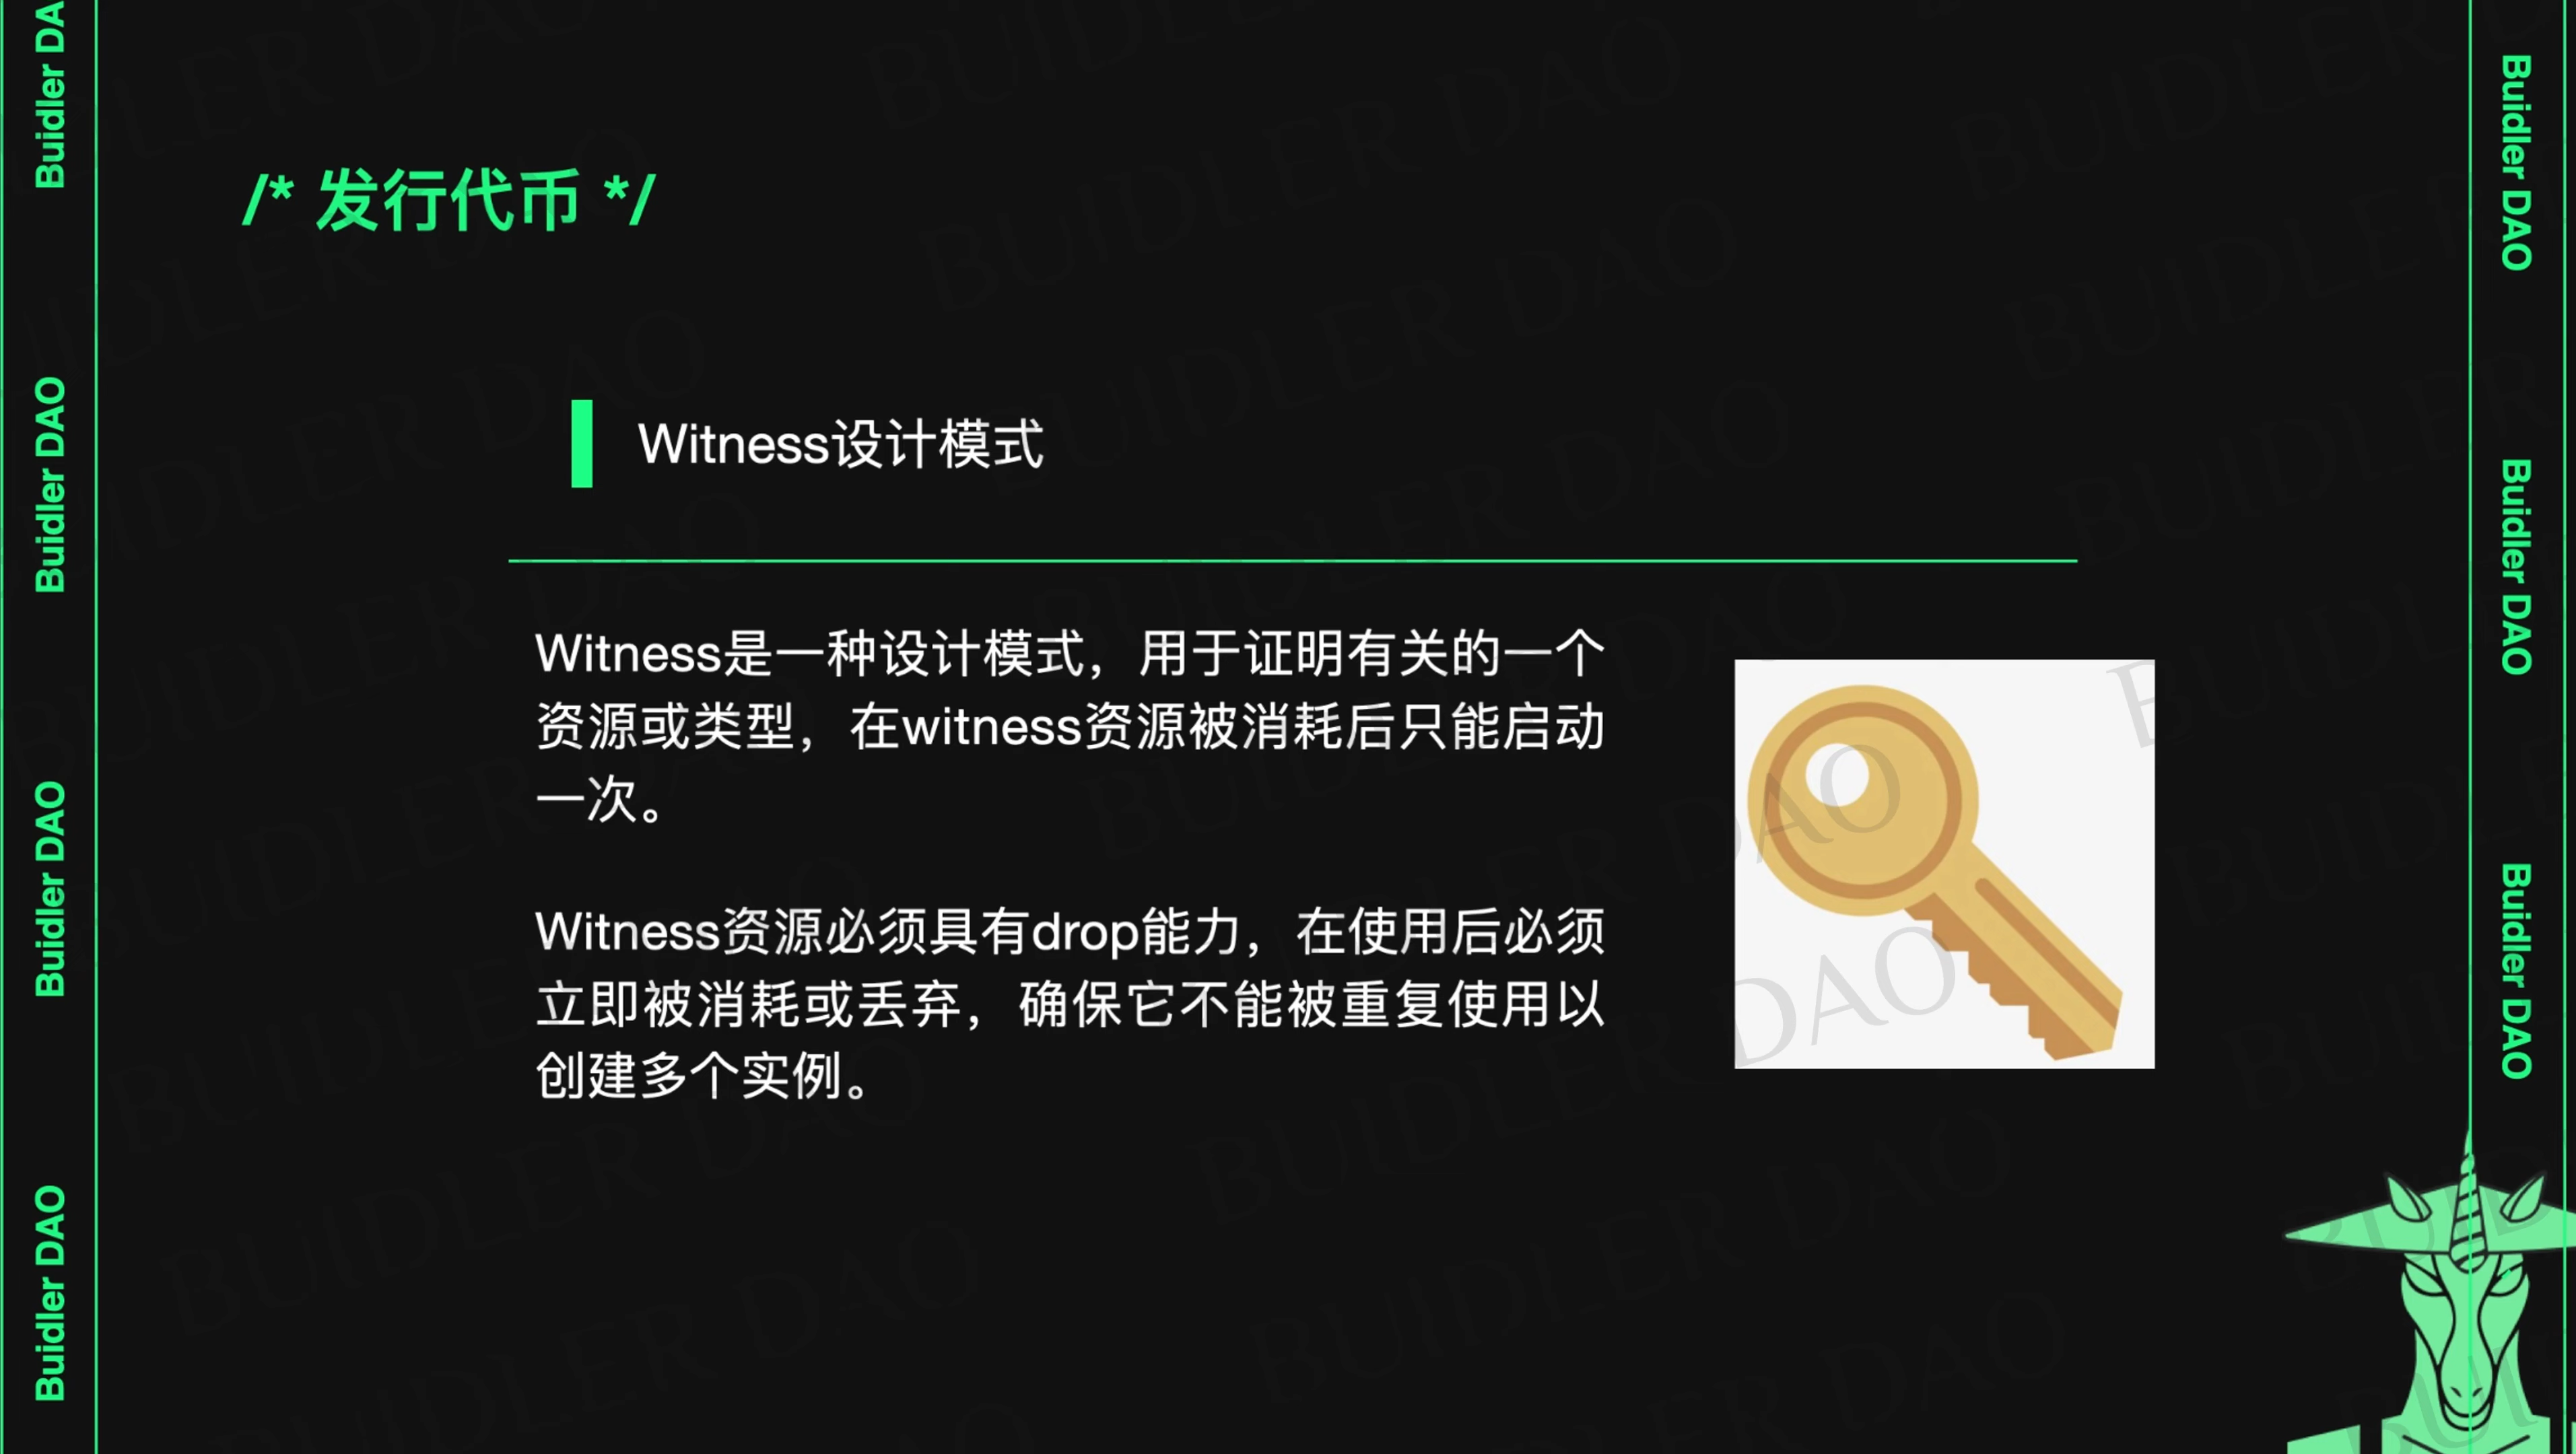 /* 发行代币 */
Witness设计模式
Witness是一种设计模式，用于证明有关的一个
资源或类型，在witness资源被消耗后只能启动
一次。
Witness资源必须具有drop能力，在使用后必须
立即被消耗或丢弃，确保它不能被重复使用以
创建多个实例。
Buidler DA
Buidler DAO
Buidler DAO
Buidler DAO
Buidler DAO
Buidler DAO
Buidler DAO
BUIDLER DAO